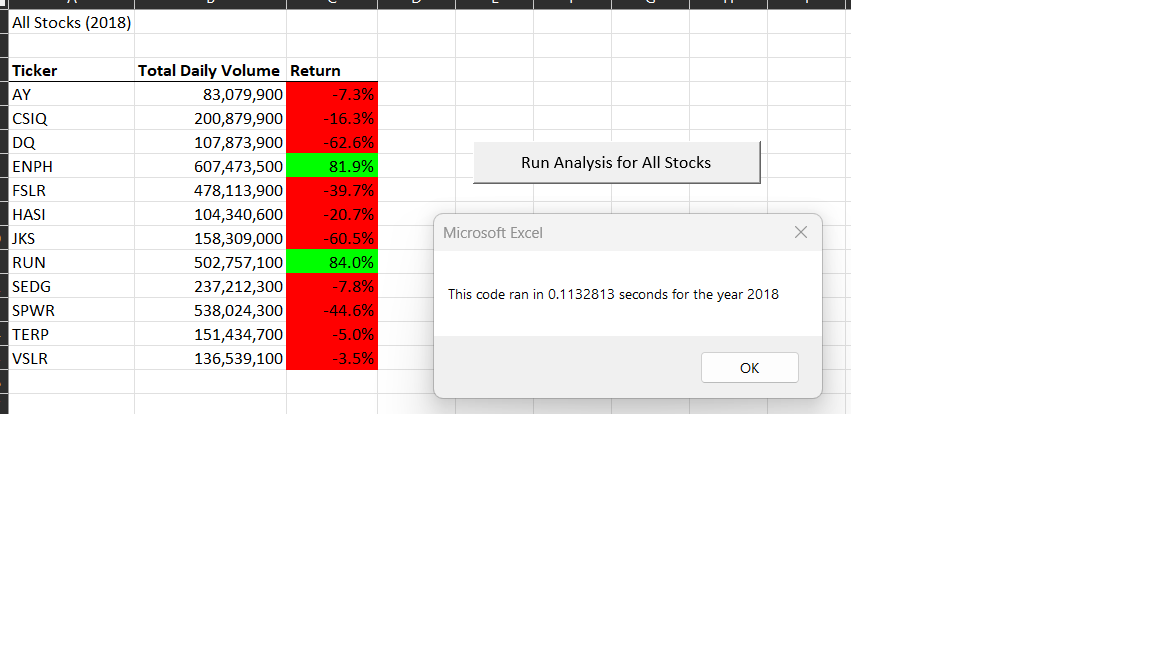 All Stocks (2018)
Ticker Total Daily Volume Return
AY 83,079,900 -7.3%
CSIQ 200,879,900 -16.3%
DQ 107,873,900 -62.6%
ENPH 607,473,500 81.9%
FSLR 478,113,900 -39.7%
HASI 104,340,600 -20.7%
JKS 158,309,000 -60.5%
RUN 502,757,100 84.0%
SEDG 237,212,300 -7.8%
SPWR 538,024,300 -44.6%
TERP 151,434,700 -5.0%
VSLR 136,539,100 -3.5%
Run Analysis for All Stocks
Microsoft Excel
This code ran in 0.1132813 seconds for the year 2018
OK